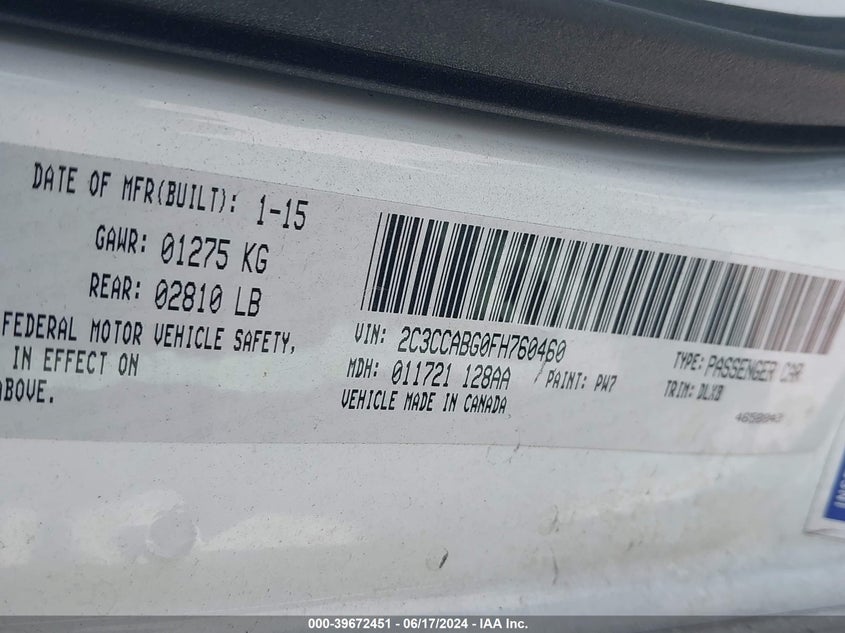 DATE OF MFR(BUILT): 1-15
GAWR: 01275 KG
REAR: 02810 LB
FEDERAL MOTOR VEHICLE SAFETY,
IN EFFECT ON
ABOVE.
VIN: 2C3CCABG0FH760460
TYPE: PASSENGER CAR
MDH: 011721 128AA / PAINT: PW7
TRIM: DLXB
VEHICLE MADE IN CANADA
000-39672451 - 06/17/2024 - IAA Inc.